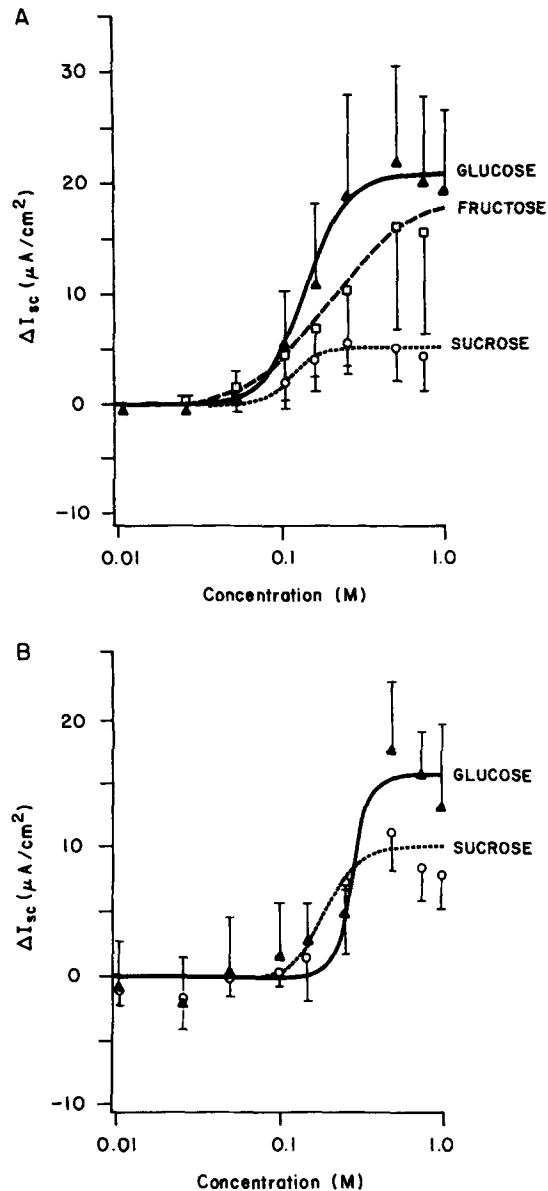 A
30
20
10
0
-10
ΔIsc (μA/cm²)
GLUCOSE
FRUCTOSE
SUCROSE
0.01
0.1
1.0
Concentration (M)
B
20
10
0
-10
ΔIsc (μA/cm²)
GLUCOSE
SUCROSE
0.01
0.1
1.0
Concentration (M)